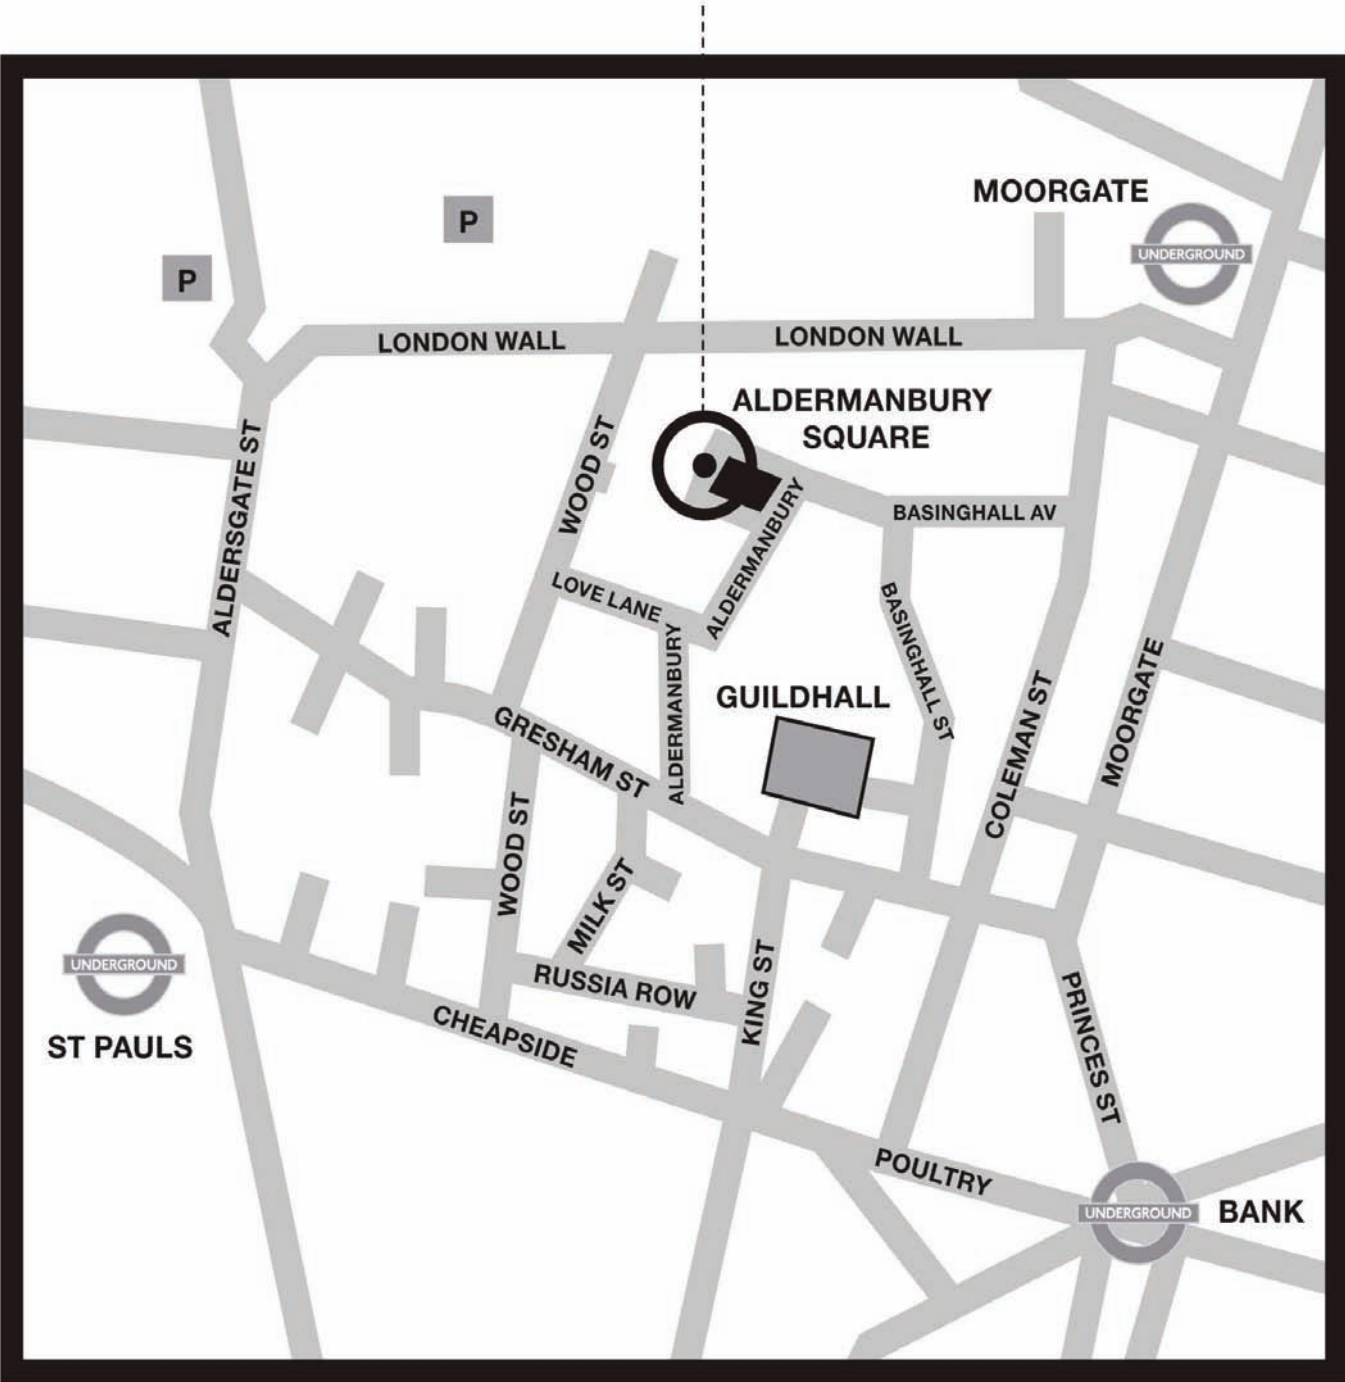 MOORGATE
P
UNDERGROUND
P
LONDON WALL
LONDON WALL
ALDERMANBURY
SQUARE
ALDERSGATE ST
WOOD ST
ALDERMANBURY
BASINGHALL AV
LOVE LANE
BASINGHALL ST
ALDERMANBURY
GUILDHALL
COLEMAN ST
MOORGATE
GRESHAM ST
WOOD ST
MILK ST
UNDERGROUND
ST PAULS
RUSSIA ROW
KING ST
CHEAPSIDE
PRINCES ST
POULTRY
UNDERGROUND
BANK